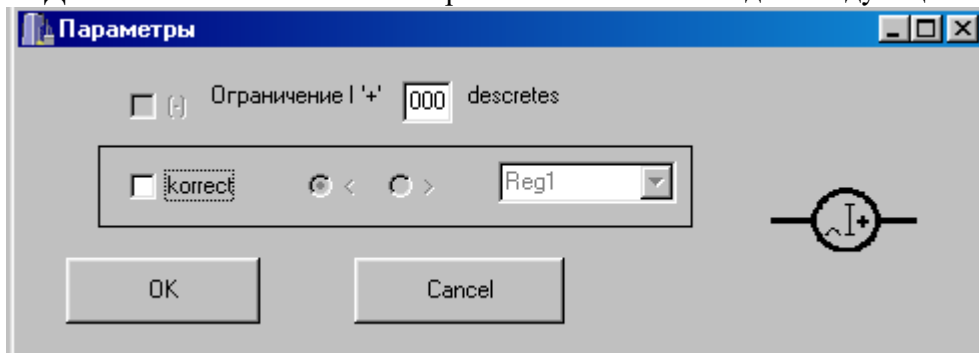 Параметры
(-) Ограничение I '+' 000 descretes
korrect < > Reg1
I+
OK Cancel